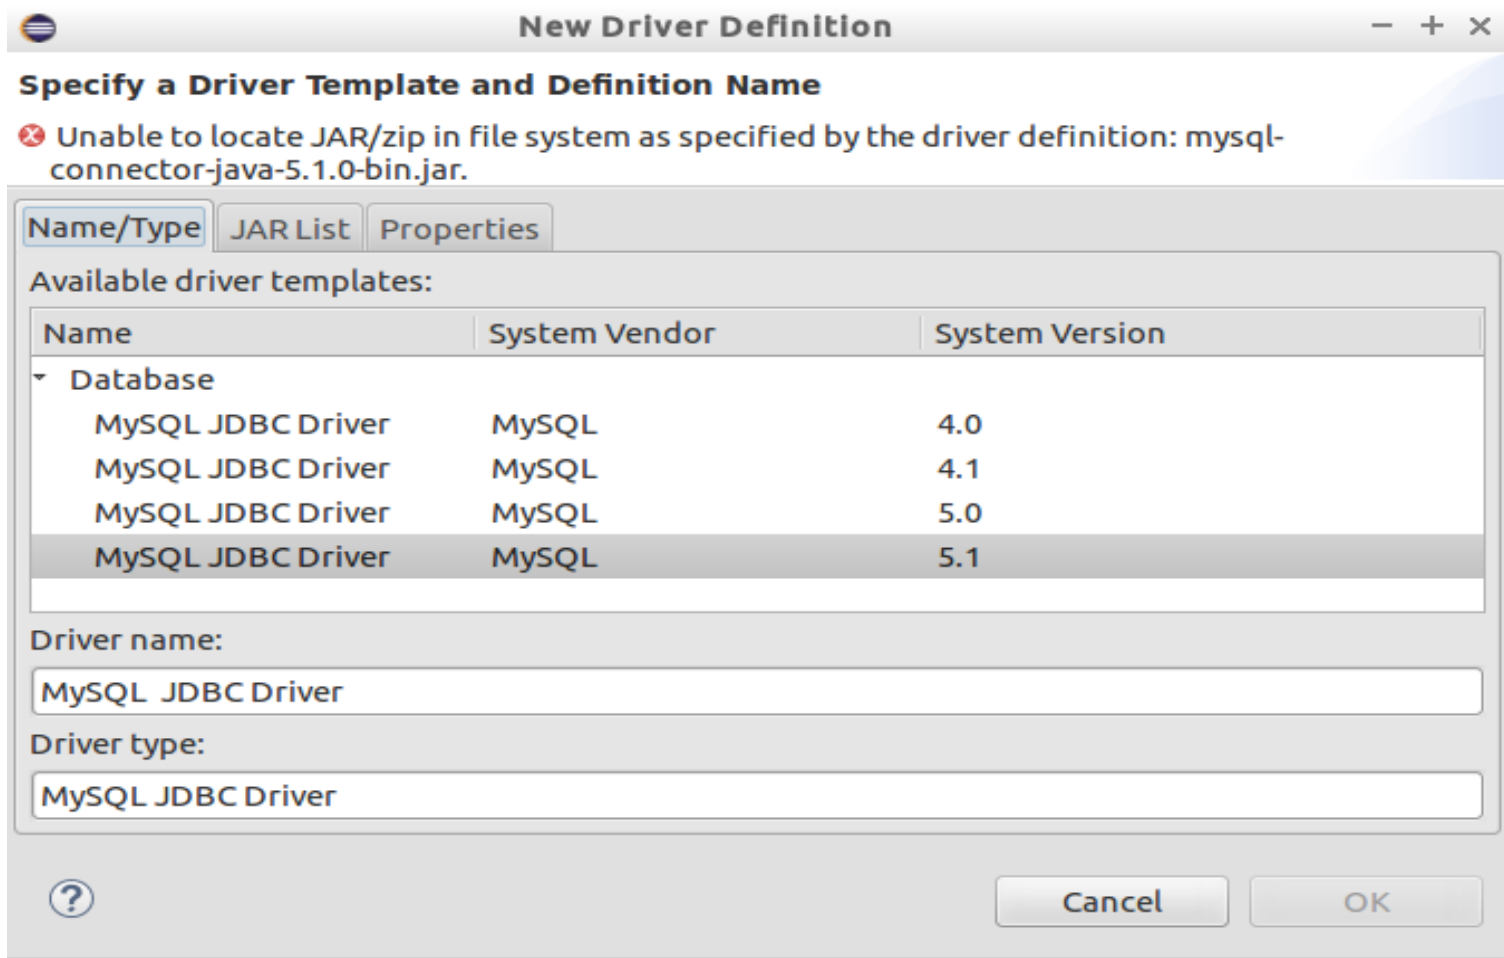 New Driver Definition
Specify a Driver Template and Definition Name
Unable to locate JAR/zip in file system as specified by the driver definition: mysql-
connector-java-5.1.0-bin.jar.
Name/Type JAR List Properties
Available driver templates:
Name System Vendor System Version
Database
MySQL JDBC Driver MySQL 4.0
MySQL JDBC Driver MySQL 4.1
MySQL JDBC Driver MySQL 5.0
MySQL JDBC Driver MySQL 5.1
Driver name:
MySQL  JDBC Driver
Driver type:
MySQL JDBC Driver
? Cancel OK